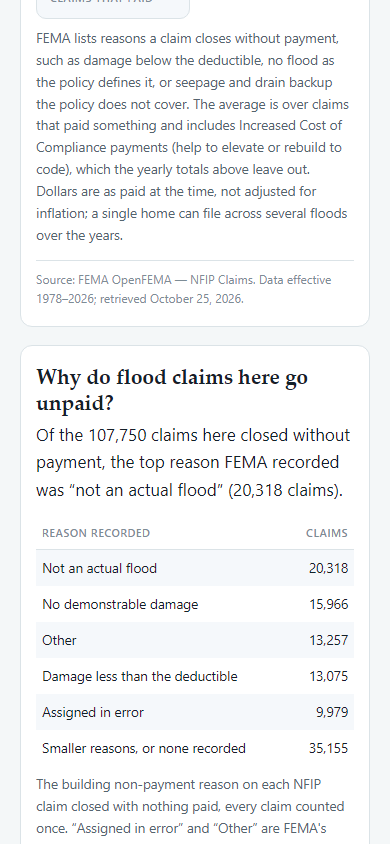 CLAIMS THAT PAID
FEMA lists reasons a claim closes without payment,
such as damage below the deductible, no flood as
the policy defines it, or seepage and drain backup
the policy does not cover. The average is over claims
that paid something and includes Increased Cost of
Compliance payments (help to elevate or rebuild to
code), which the yearly totals above leave out.
Dollars are as paid at the time, not adjusted for
inflation; a single home can file across several floods
over the years.
Source: FEMA OpenFEMA — NFIP Claims. Data effective
1978–2026; retrieved October 25, 2026.
Why do flood claims here go
unpaid?
Of the 107,750 claims here closed without
payment, the top reason FEMA recorded
was “not an actual flood” (20,318 claims).
REASON RECORDED CLAIMS
Not an actual flood 20,318
No demonstrable damage 15,966
Other 13,257
Damage less than the deductible 13,075
Assigned in error 9,979
Smaller reasons, or none recorded 35,155
The building non-payment reason on each NFIP
claim closed with nothing paid, every claim counted
once. “Assigned in error” and “Other” are FEMA's